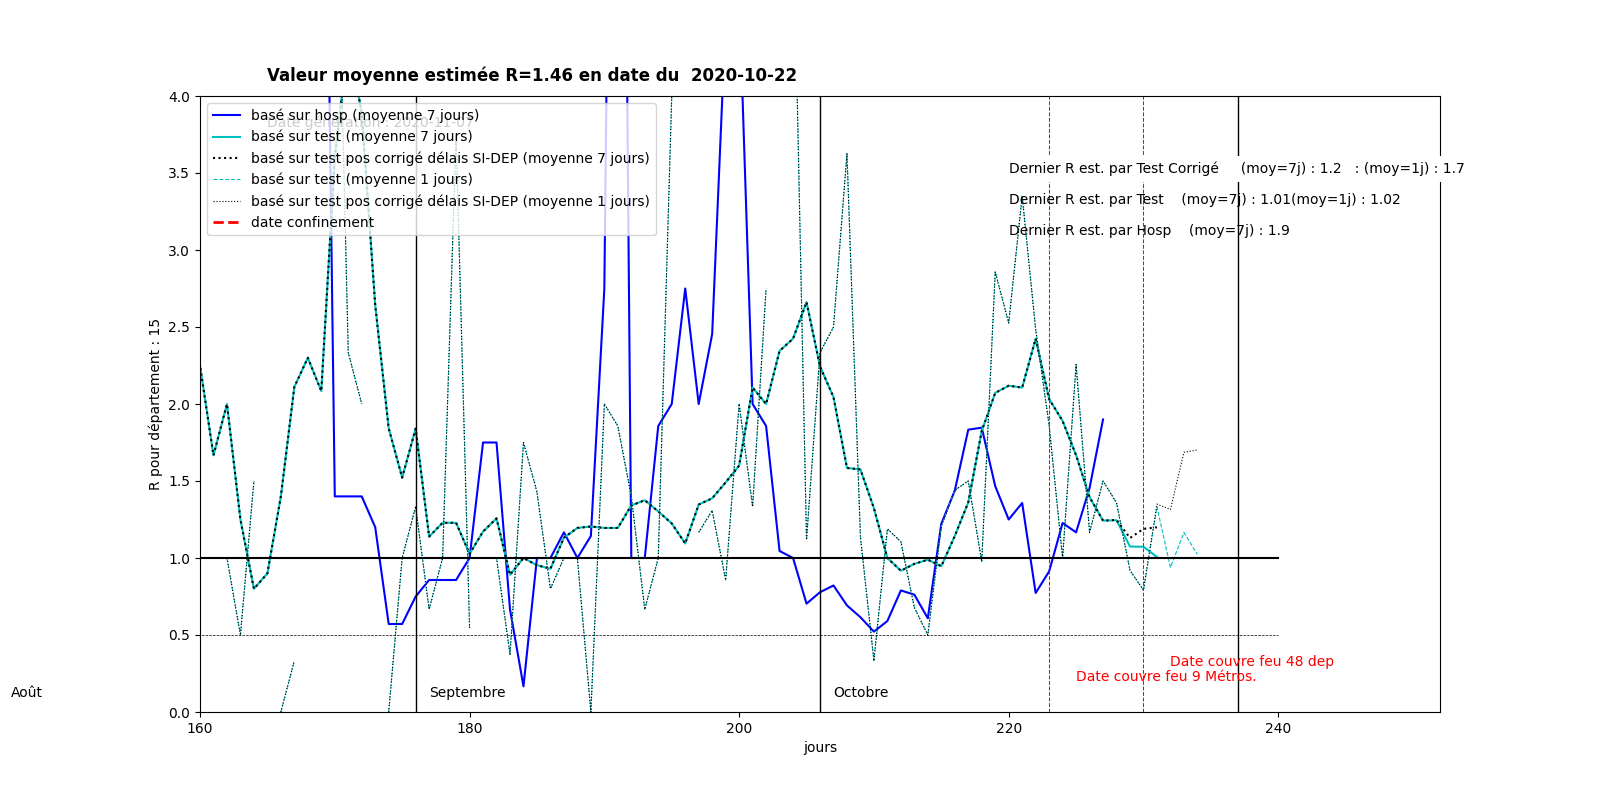 Valeur moyenne estimée R=1.46 en date du  2020-10-22
Date génération : 2020-11-07
basé sur hosp (moyenne 7 jours)
basé sur test (moyenne 7 jours)
basé sur test pos corrigé délais SI-DEP (moyenne 7 jours)
basé sur test (moyenne 1 jours)
basé sur test pos corrigé délais SI-DEP (moyenne 1 jours)
date confinement
Dernier R est. par Test Corrigé     (moy=7j) : 1.2   : (moy=1j) : 1.7
Dernier R est. par Test    (moy=7j) : 1.01(moy=1j) : 1.02
Dernier R est. par Hosp    (moy=7j) : 1.9
4.0
3.5
3.0
2.5
2.0
1.5
1.0
0.5
0.0
R pour département : 15
Date couvre feu 48 dep
Date couvre feu 9 Métros.
Août
Septembre
Octobre
160
180
200
220
240
jours